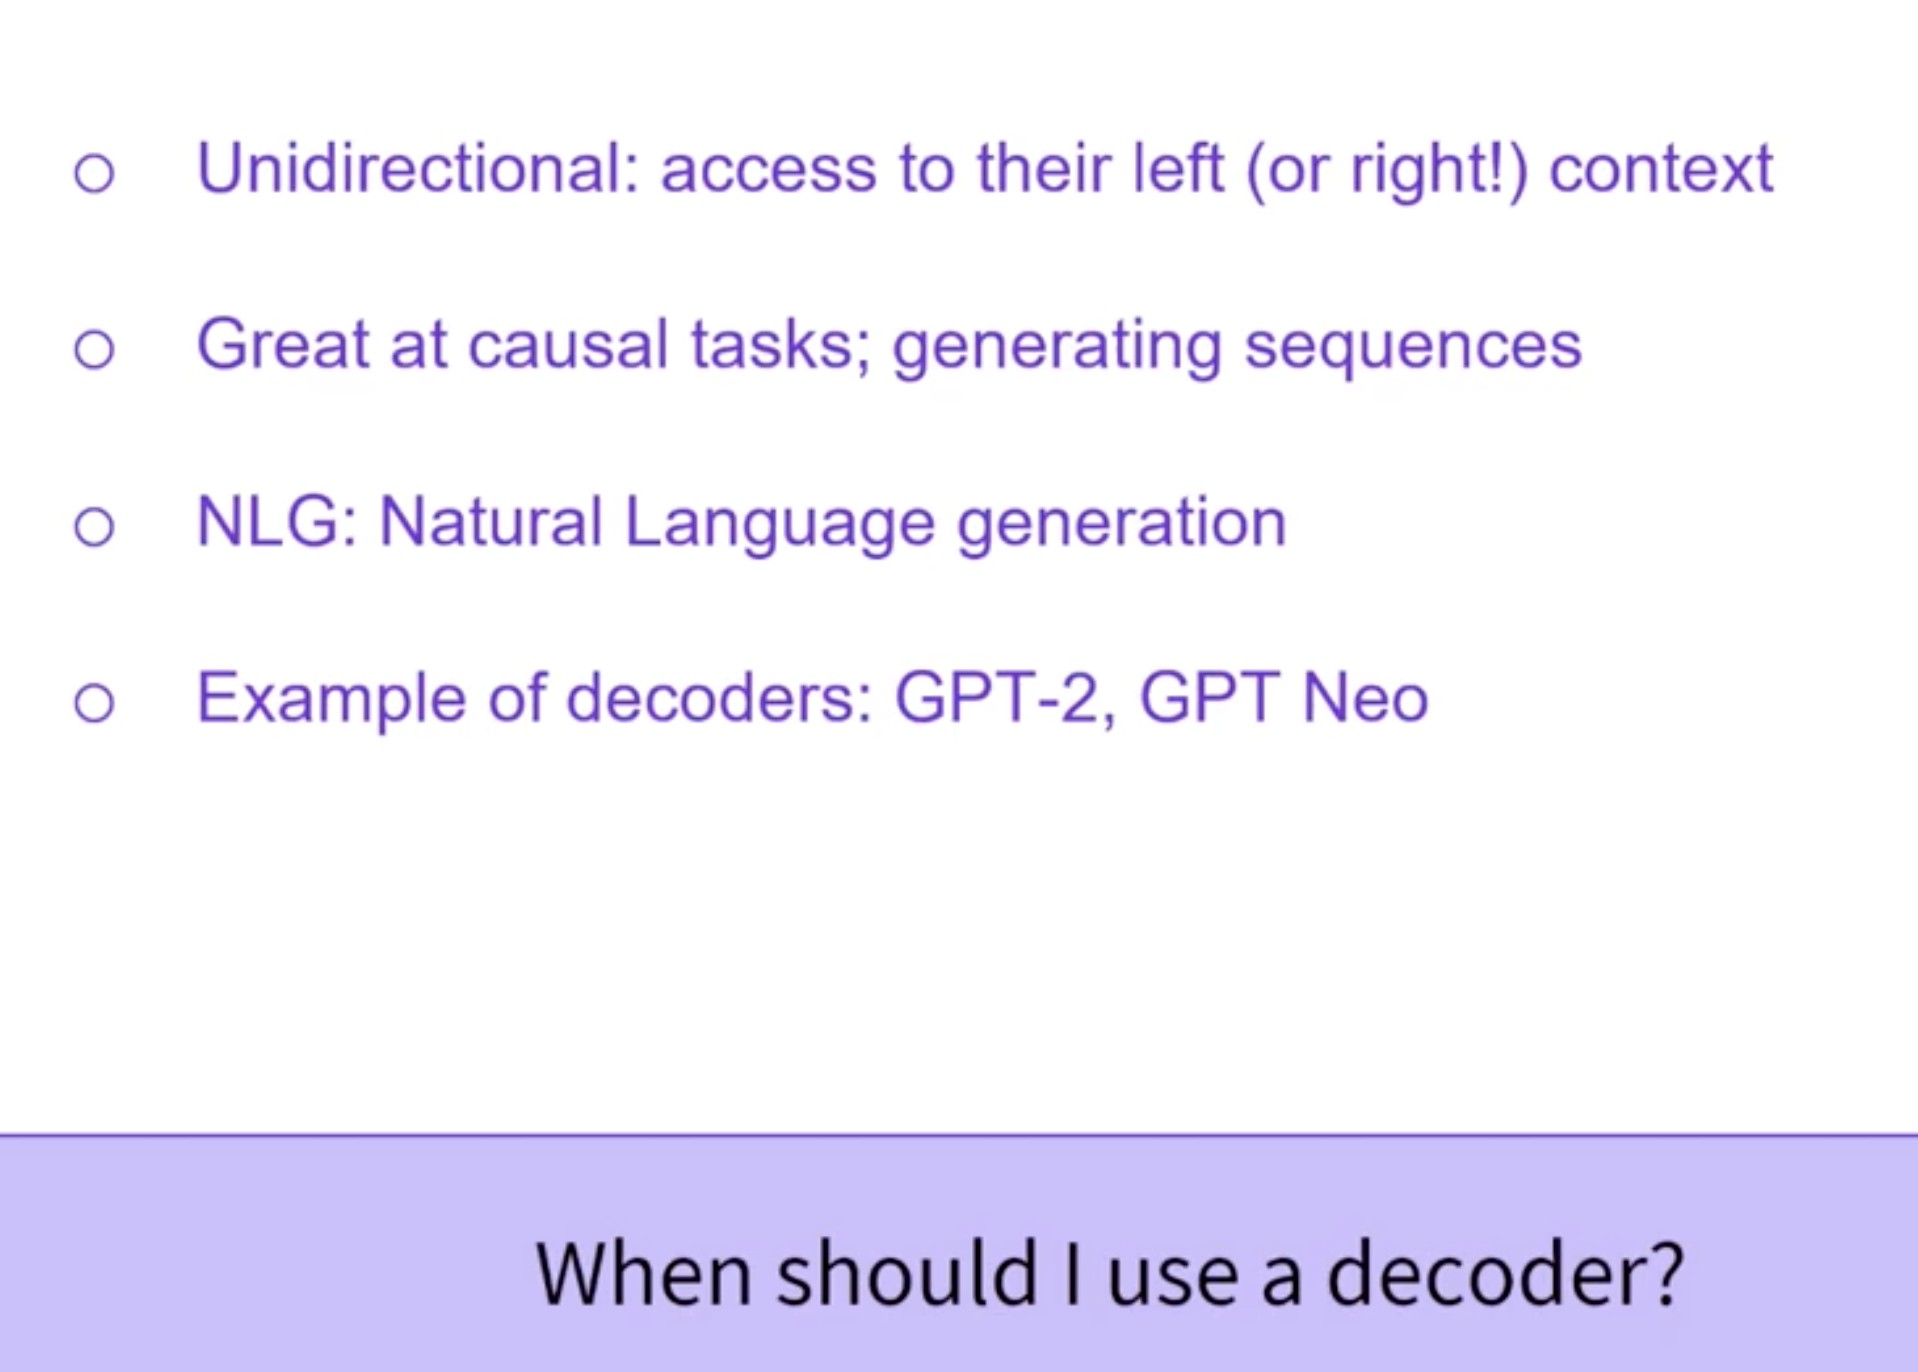 Unidirectional: access to their left (or right!) context
Great at causal tasks; generating sequences
NLG: Natural Language generation
Example of decoders: GPT-2, GPT Neo
When should I use a decoder?